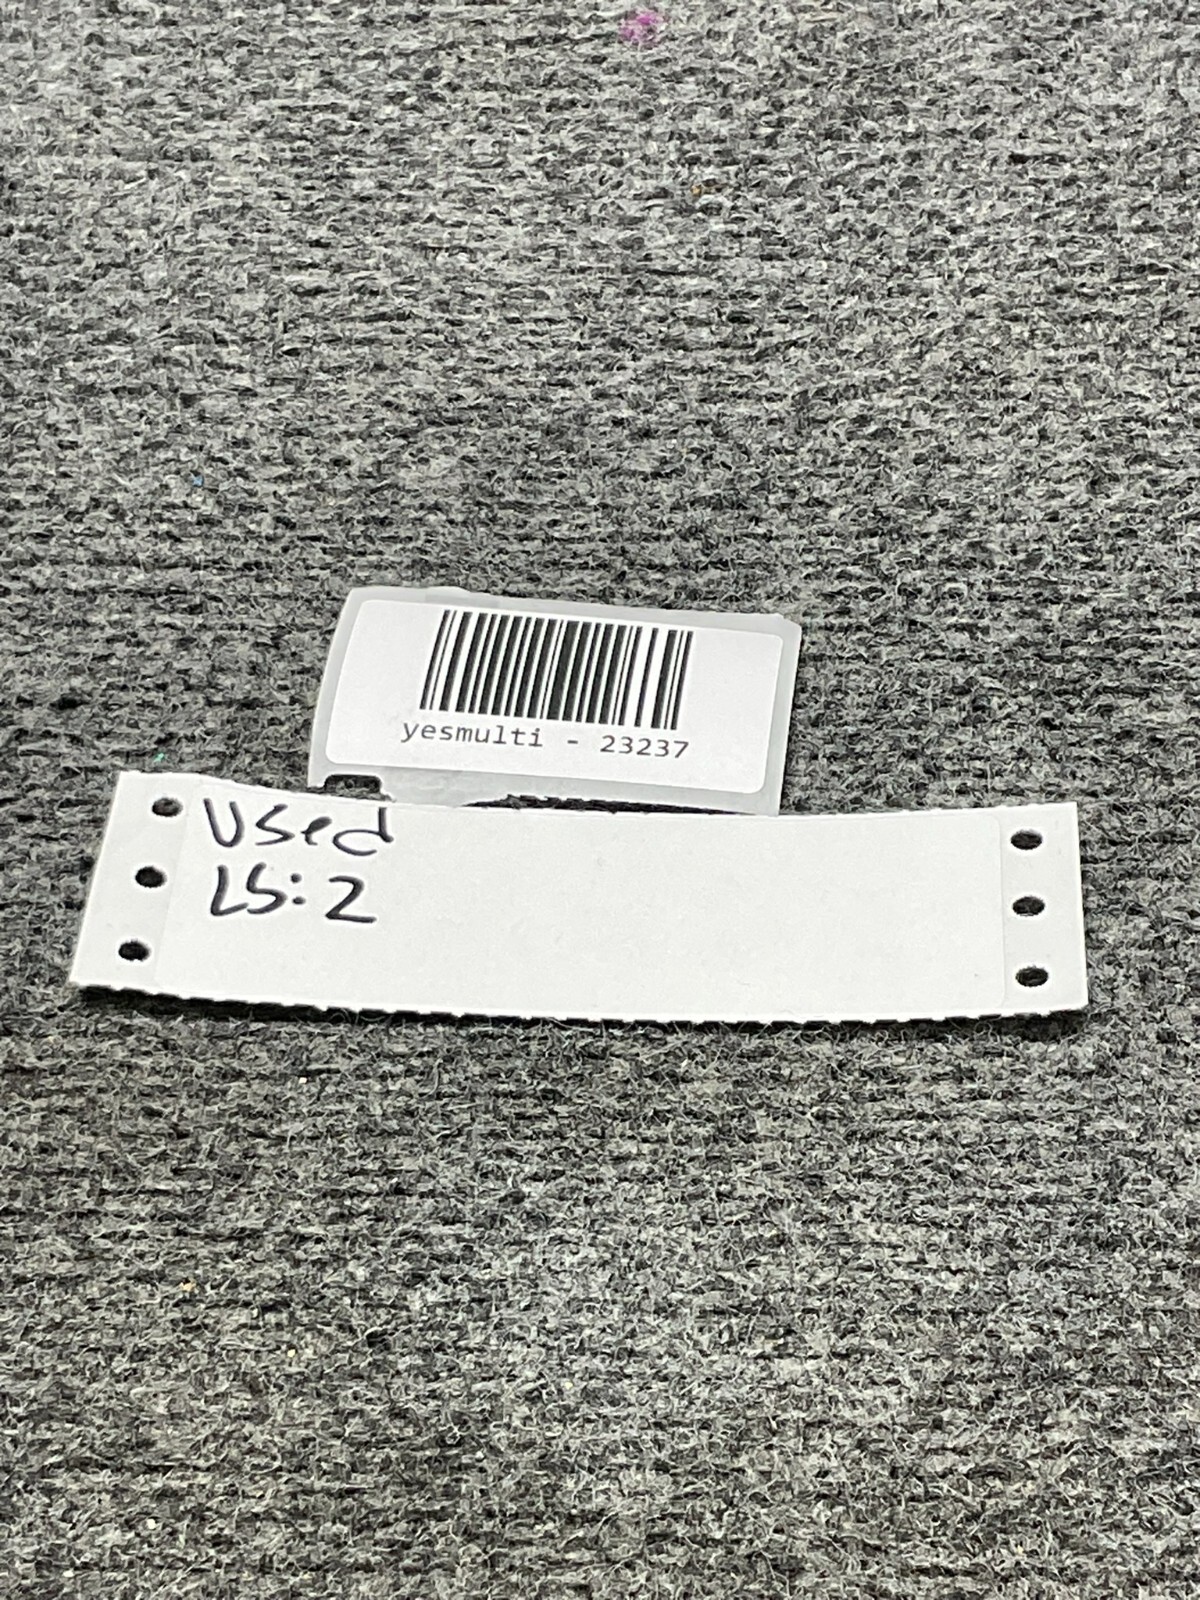 yesmulti - 23237
Used
LS:2